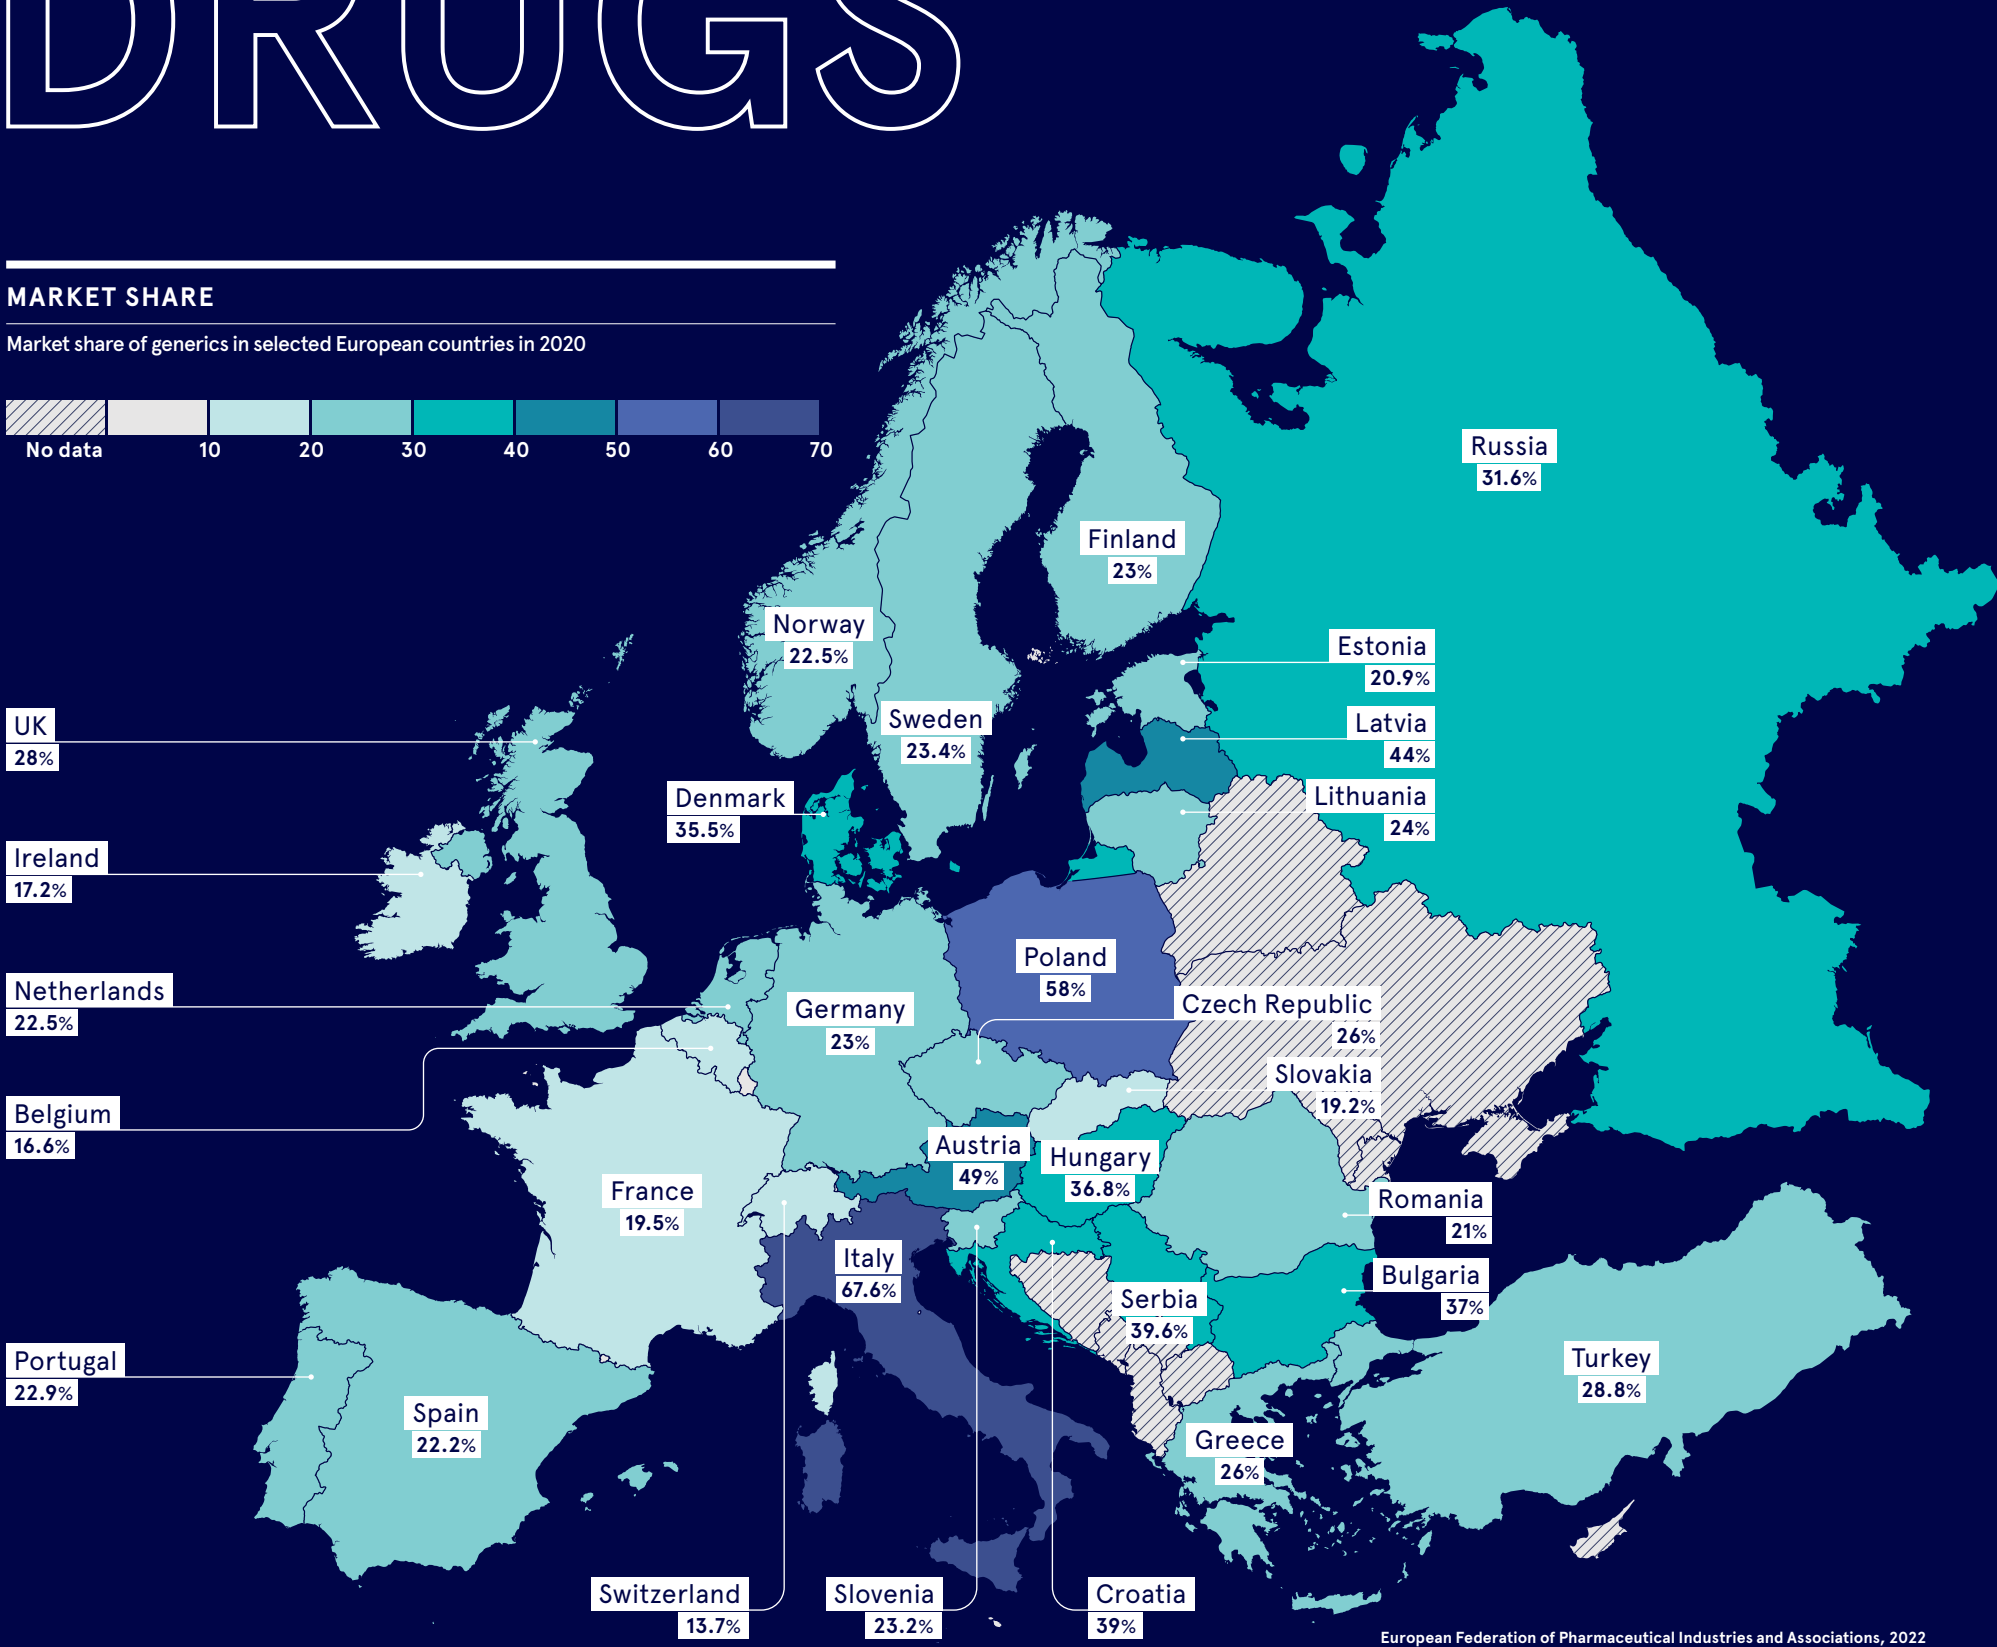 DRUGS
MARKET SHARE
Market share of generics in selected European countries in 2020
No data 10 20 30 40 50 60 70
Russia
31.6%
Finland
23%
Norway
22.5%
Estonia
20.9%
Sweden
23.4%
Latvia
44%
UK
28%
Denmark
35.5%
Lithuania
24%
Ireland
17.2%
Poland
58%
Netherlands
22.5%
Germany
23%
Czech Republic
26%
Slovakia
19.2%
Belgium
16.6%
Austria
49%
Hungary
36.8%
France
19.5%
Romania
21%
Italy
67.6%
Bulgaria
37%
Serbia
39.6%
Portugal
22.9%
Turkey
28.8%
Spain
22.2%
Greece
26%
Switzerland
13.7%
Slovenia
23.2%
Croatia
39%
European Federation of Pharmaceutical Industries and Associations, 2022